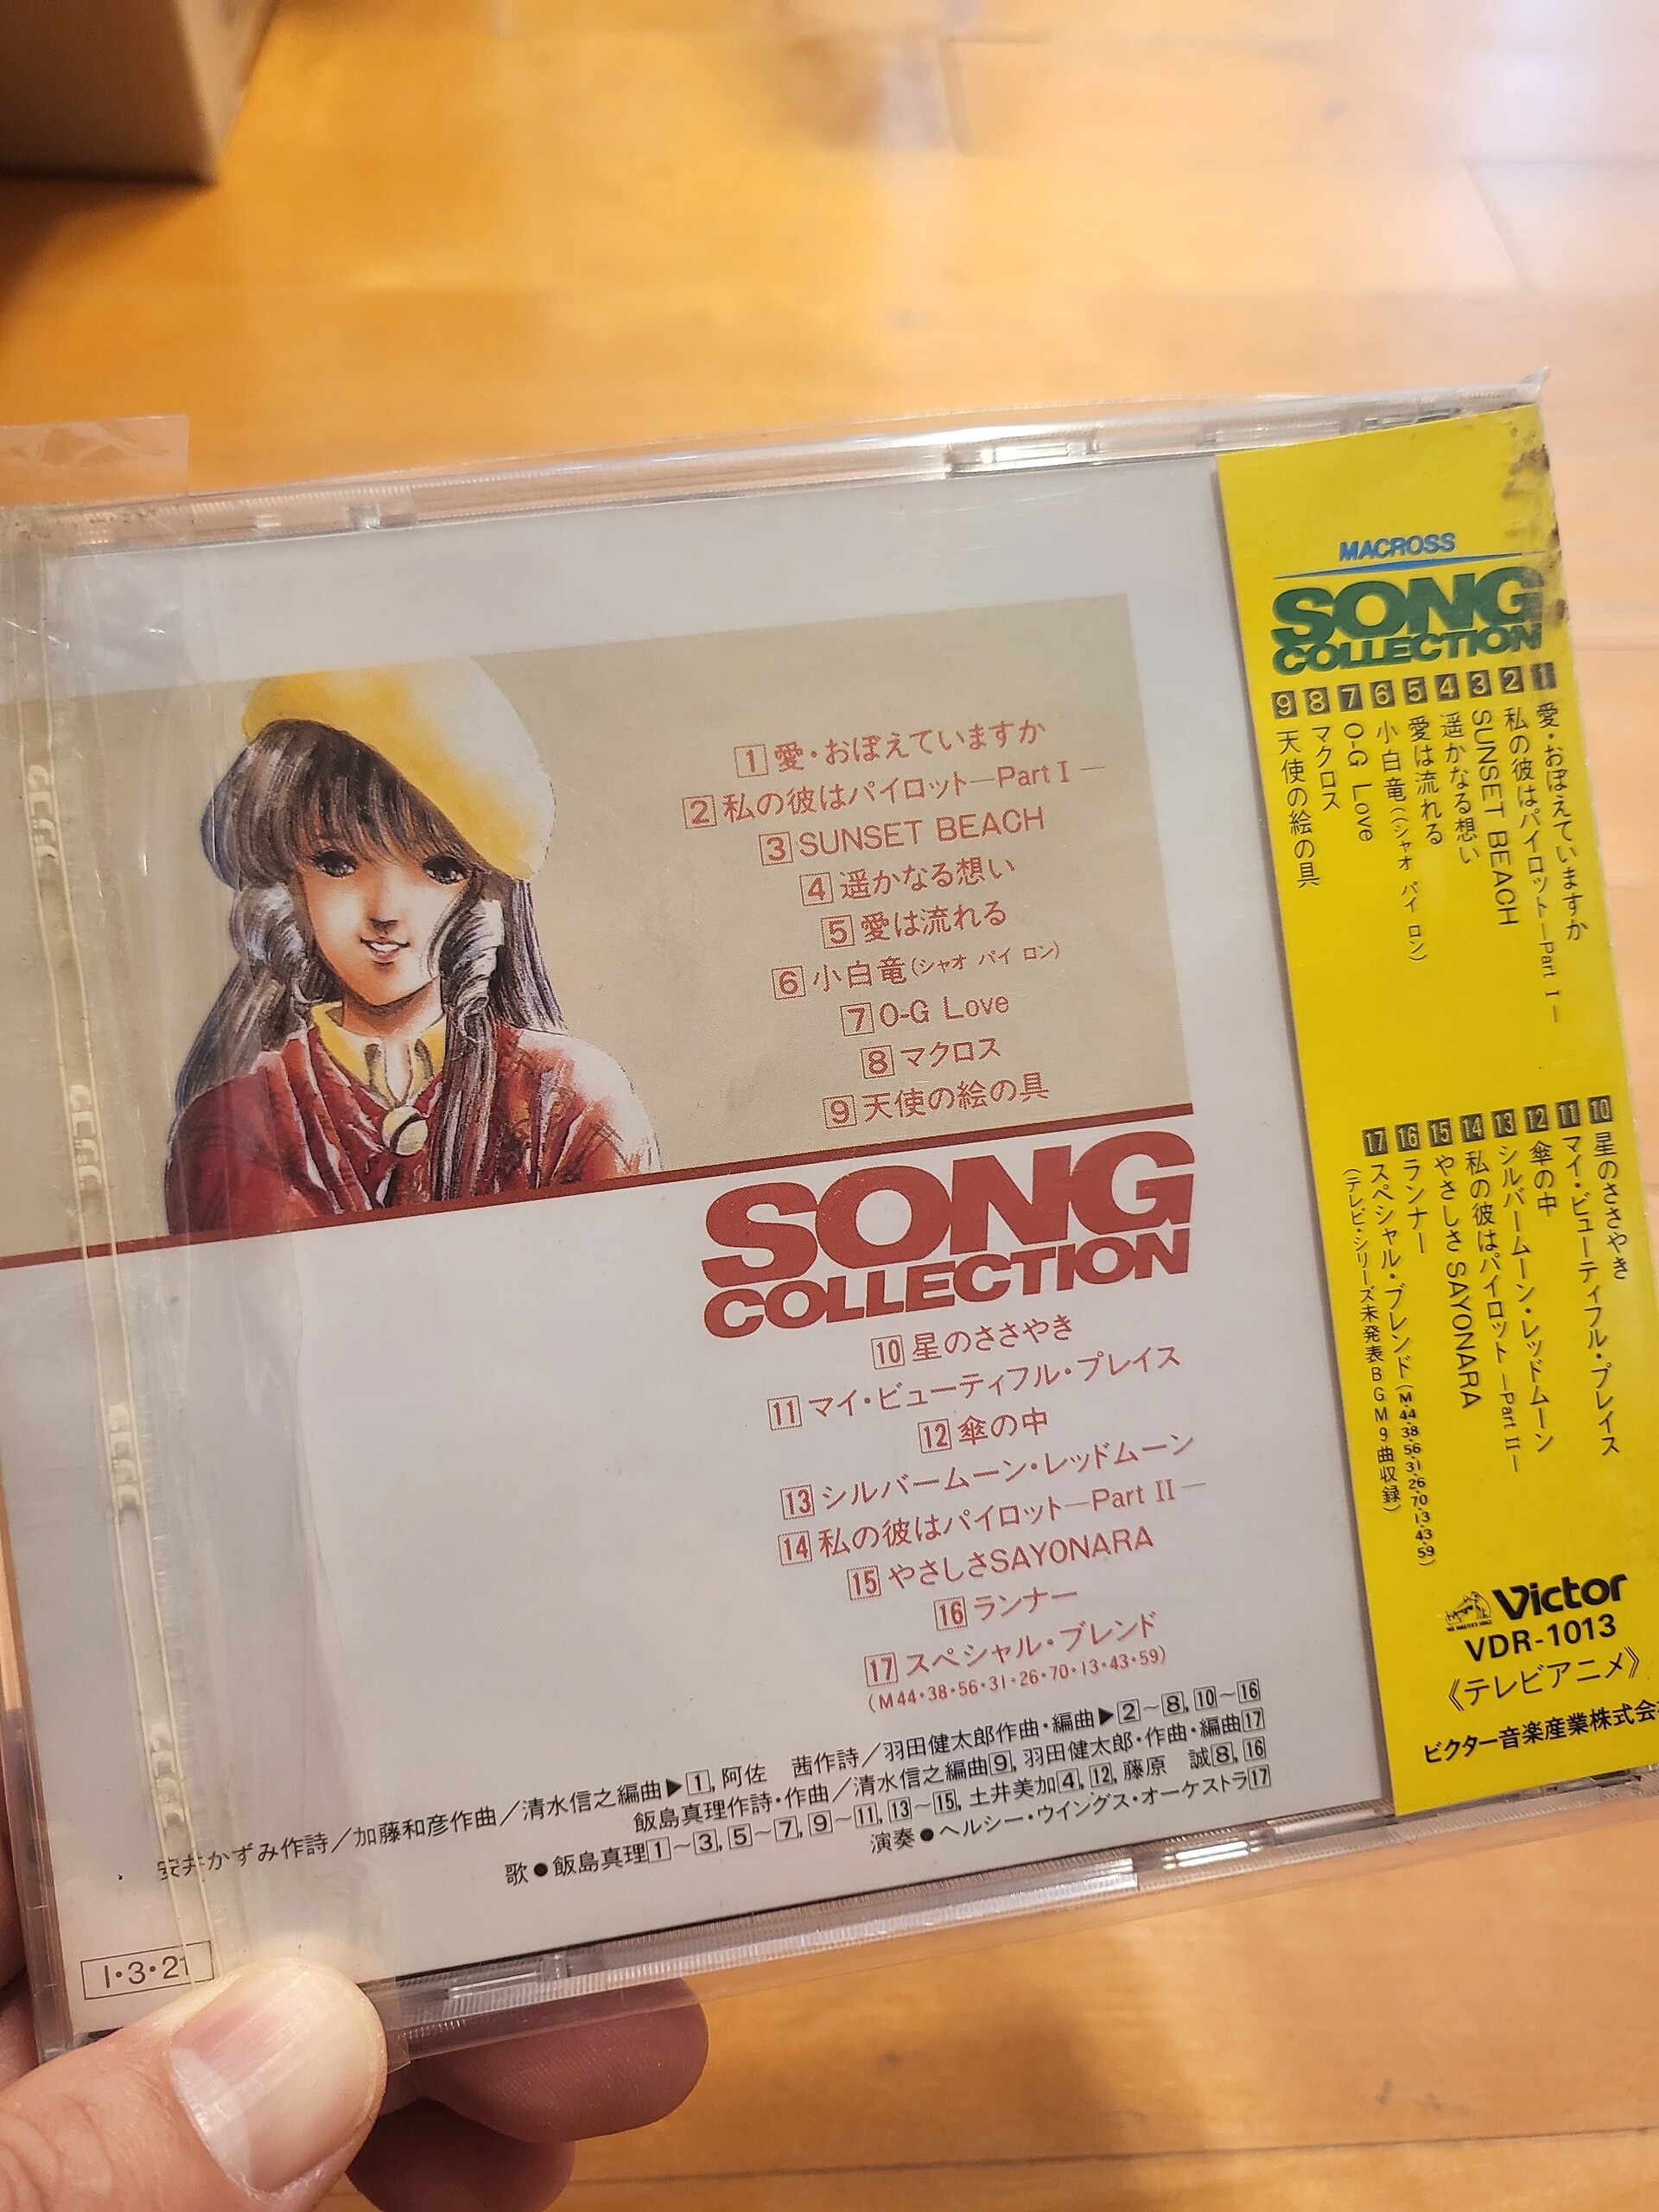 1 愛・おぼえていますか
2 私の彼はパイロット—Part I—
3 SUNSET BEACH
4 遥かなる想い
5 愛は流れる
6 小白竜(シャオ パイ ロン)
7 O-G Love
8 マクロス
9 天使の絵の具
SONG
COLLECTION
10 星のささやき
11 マイ・ビューティフル・プレイス
12 傘の中
13 シルバームーン・レッドムーン
14 私の彼はパイロット—Part II—
15 やさしさSAYONARA
16 ランナー
17 スペシャル・ブレンド
(M44・38・56・31・26・70・13・43・59)
安井かずみ作詩／加藤和彦作曲／清水信之編曲▶1, 阿佐 茜作詩／羽田健太郎作曲・編曲▶2〜8, 10〜16
飯島真理作詩・作曲／清水信之編曲9, 羽田健太郎・作曲・編曲17
歌●飯島真理1〜3, 5〜7, 9〜11, 13〜15, 土井美加4, 12, 藤原 誠8, 16
演奏●ヘルシー・ウイングス・オーケストラ17
1・3・21
MACROSS
SONG
COLLECTION
1 愛・おぼえていますか
2 私の彼はパイロット—Part I—
3 SUNSET BEACH
4 遥かなる想い
5 愛は流れる
6 小白竜(シャオ パイ ロン)
7 O-G Love
8 マクロス
9 天使の絵の具
10 星のささやき
11 マイ・ビューティフル・プレイス
12 傘の中
13 シルバームーン・レッドムーン
14 私の彼はパイロット—Part II—
15 やさしさ SAYONARA
16 ランナー
17 スペシャル・ブレンド(M44・38・56・31・26・70・13・43・59)
(テレビ・シリーズ未発表BGM9曲収録)
HIS MASTER'S VOICE
Victor
VDR-1013
《テレビアニメ》
ビクター音楽産業株式会